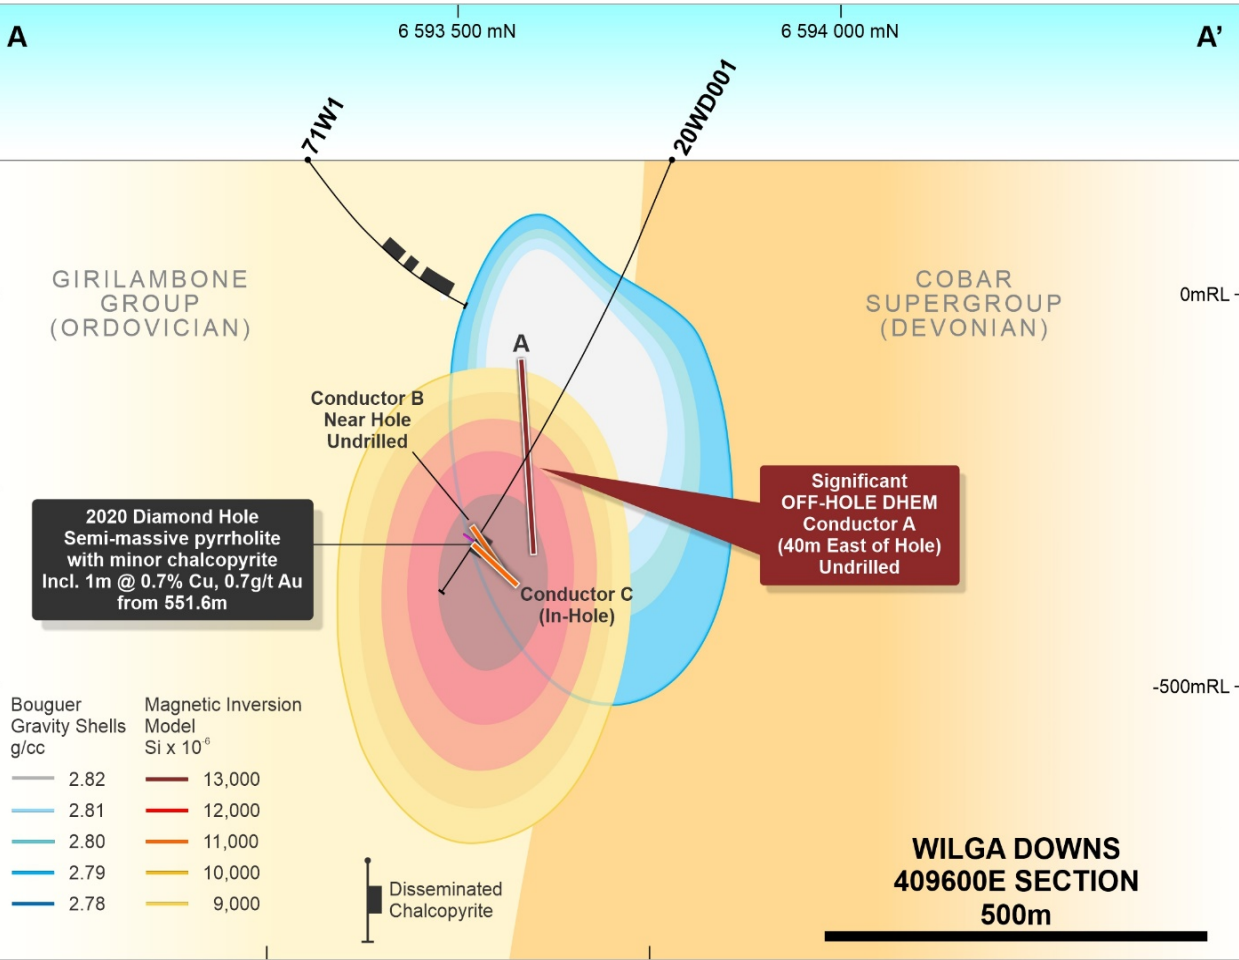 A
6 593 500 mN
6 594 000 mN
A’
71W1
20WD001
GIRILAMBONE
GROUP
(ORDOVICIAN)
COBAR
SUPERGROUP
(DEVONIAN)
0mRL
A
Conductor B
Near Hole
Undrilled
Significant
OFF-HOLE DHEM
Conductor A
(40m East of Hole)
Undrilled
2020 Diamond Hole
Semi-massive pyrrholite
with minor chalcopyrite
Incl. 1m @ 0.7% Cu, 0.7g/t Au
from 551.6m
Conductor C
(In-Hole)
-500mRL
Bouguer
Gravity Shells
g/cc
2.82
2.81
2.80
2.79
2.78
Magnetic Inversion
Model
Si x 10⁻⁶
13,000
12,000
11,000
10,000
9,000
Disseminated
Chalcopyrite
WILGA DOWNS
409600E SECTION
500m